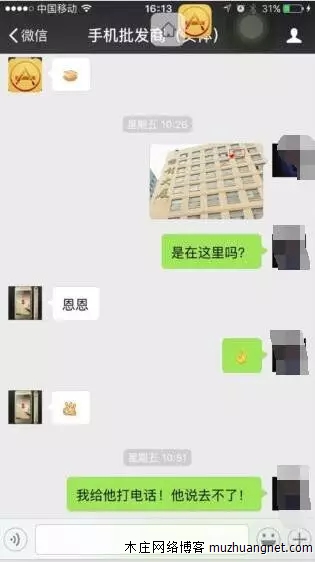 中国移动 16:13 31%
微信
手机批发商
体）
星期五 10:26
是在这里吗?
恩恩
星期五 10:51
我给他打电话！他说去不了！
木庄网络博客 muzhuangnet.com